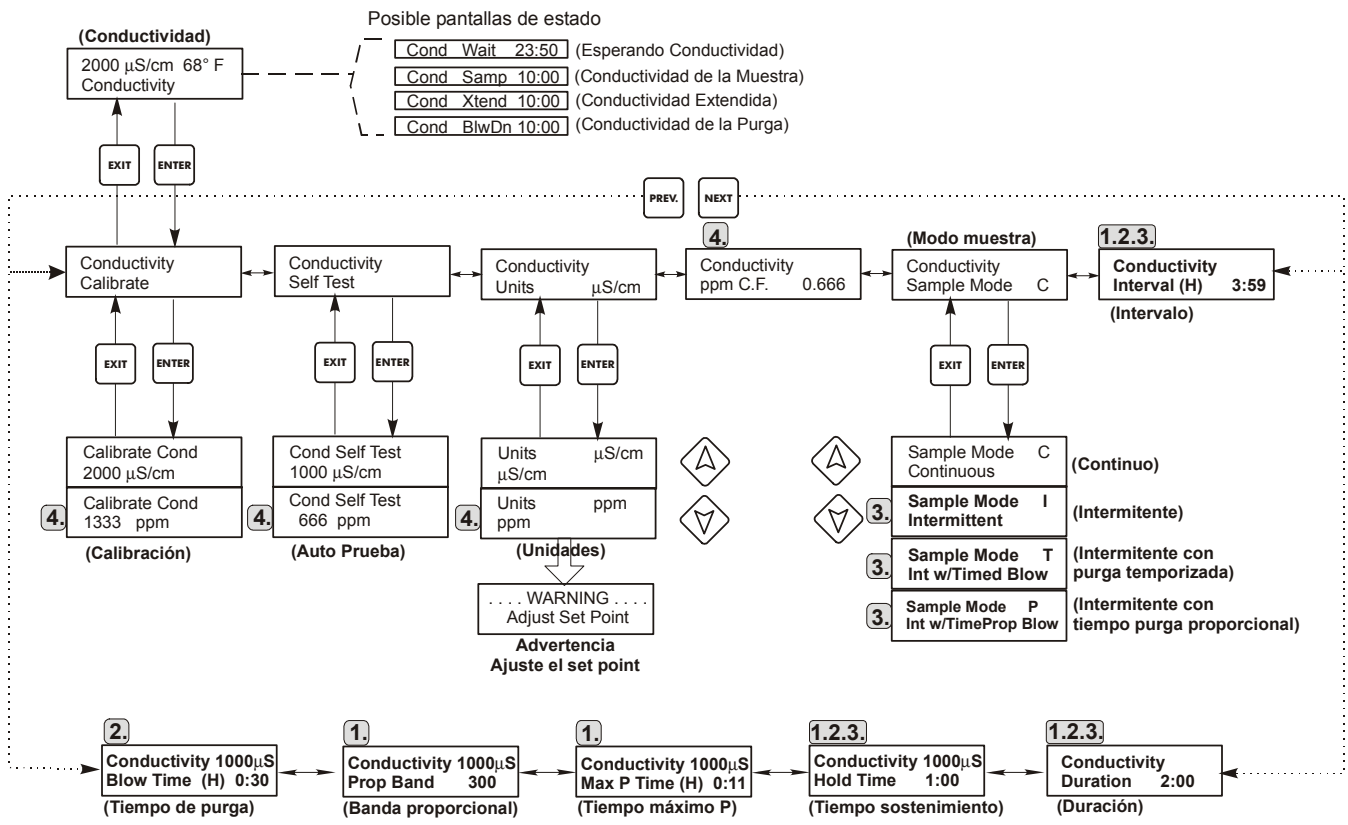 Posible pantallas de estado
(Conductividad)
2000 µS/cm 68° F
Conductivity
Cond Wait 23:50 (Esperando Conductividad)
Cond Samp 10:00 (Conductividad de la Muestra)
Cond Xtend 10:00 (Conductividad Extendida)
Cond BlwDn 10:00 (Conductividad de la Purga)
EXIT
ENTER
PREV.
NEXT
Conductivity
Calibrate
Conductivity
Self Test
Conductivity
Units µS/cm
4.
Conductivity
ppm C.F. 0.666
(Modo muestra)
Conductivity
Sample Mode C
1.2.3.
Conductivity
Interval (H) 3:59
(Intervalo)
EXIT
ENTER
EXIT
ENTER
EXIT
ENTER
EXIT
ENTER
Calibrate Cond
2000 µS/cm
4.
Calibrate Cond
1333 ppm
(Calibración)
Cond Self Test
1000 µS/cm
4.
Cond Self Test
666 ppm
(Auto Prueba)
Units µS/cm
µS/cm
4.
Units ppm
ppm
(Unidades)
. . . . WARNING . . . .
Adjust Set Point
Advertencia
Ajuste el set point
Sample Mode C
Continuous
(Continuo)
3.
Sample Mode I
Intermittent
(Intermitente)
3.
Sample Mode T
Int w/Timed Blow
(Intermitente con
purga temporizada)
3.
Sample Mode P
Int w/TimeProp Blow
(Intermitente con
tiempo purga proporcional)
2.
Conductivity 1000µS
Blow Time (H) 0:30
(Tiempo de purga)
1.
Conductivity 1000µS
Prop Band 300
(Banda proporcional)
1.
Conductivity 1000µS
Max P Time (H) 0:11
(Tiempo máximo P)
1.2.3.
Conductivity 1000µS
Hold Time 1:00
(Tiempo sostenimiento)
1.2.3.
Conductivity
Duration 2:00
(Duración)